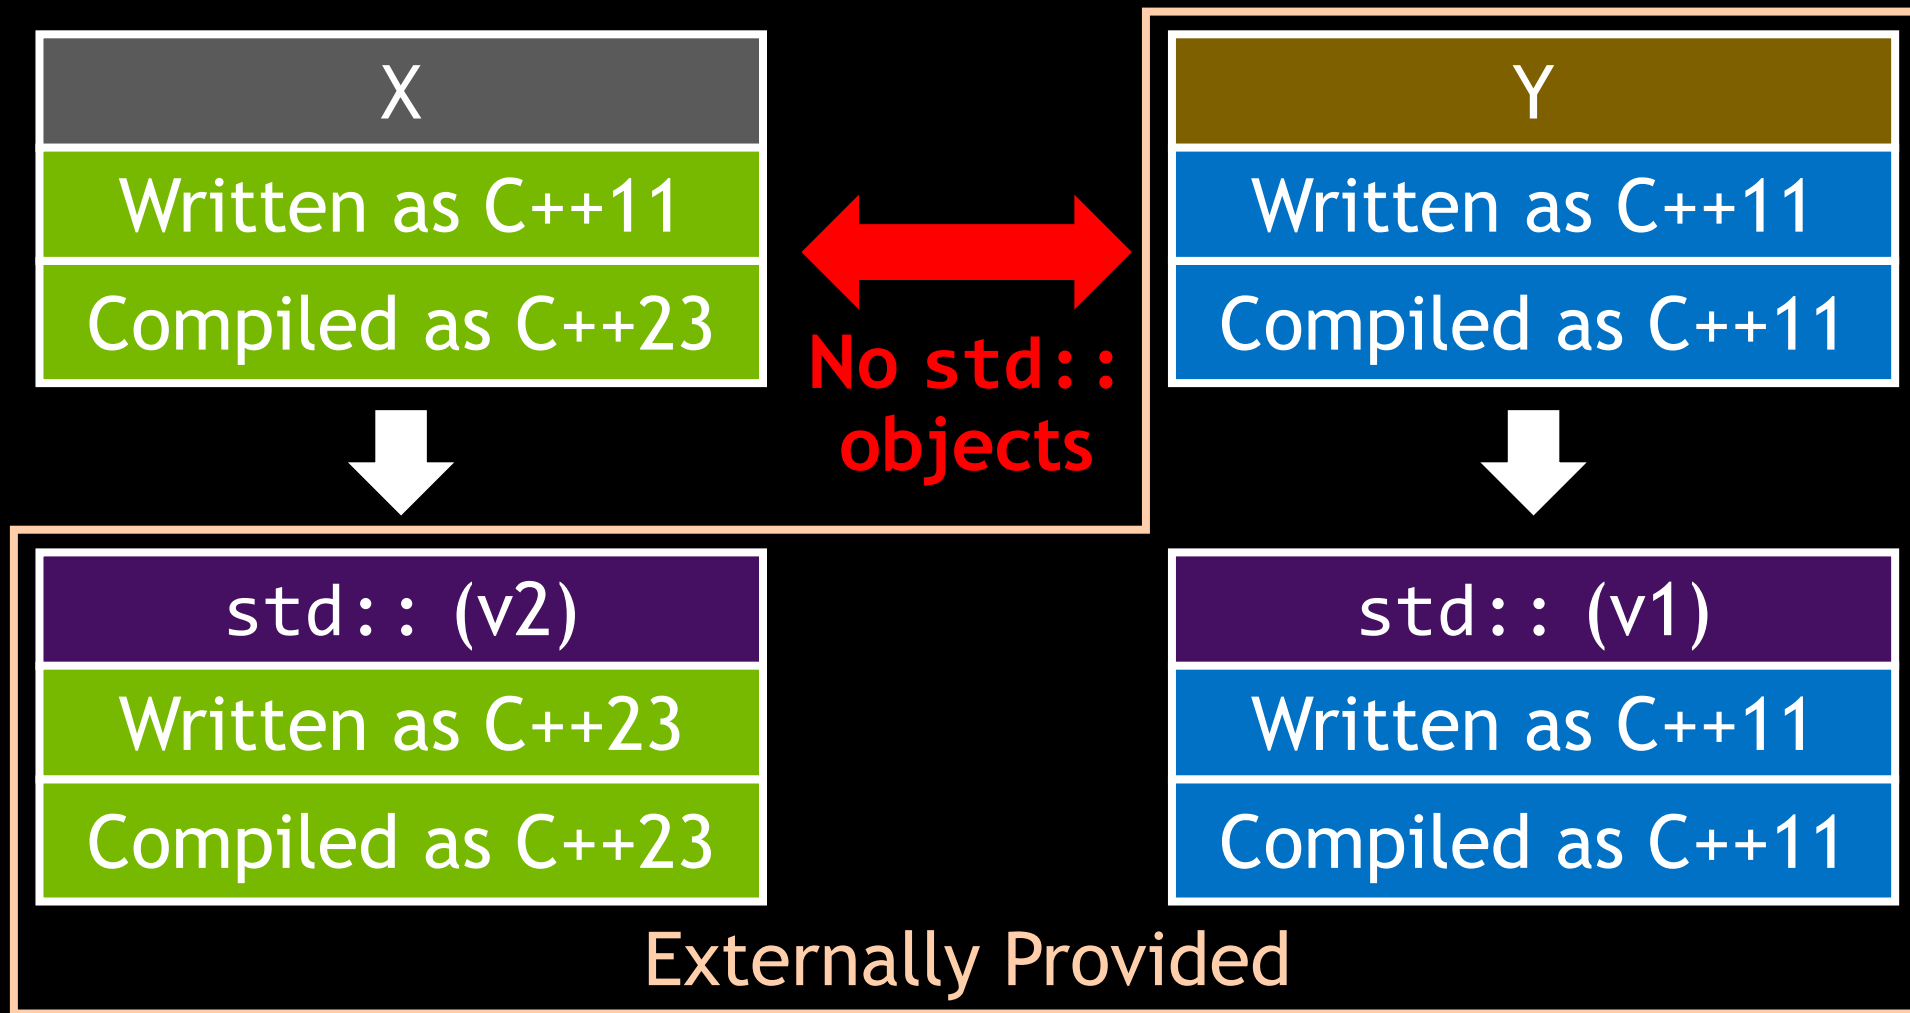 X
Written as C++11
Compiled as C++23
No std::
objects
Y
Written as C++11
Compiled as C++11
std:: (v2)
Written as C++23
Compiled as C++23
std:: (v1)
Written as C++11
Compiled as C++11
Externally Provided